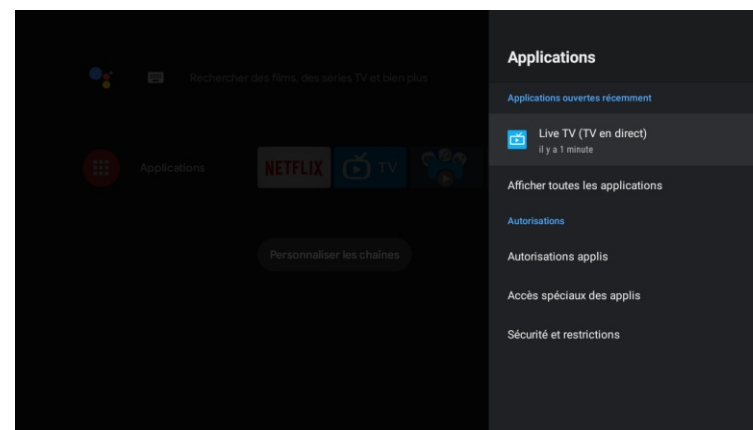 Rechercher des films, des séries TV et bien plus
Applications
NETFLIX
TV
Personnaliser les chaînes
Applications
Applications ouvertes récemment
Live TV (TV en direct)
il y a 1 minute
Afficher toutes les applications
Autorisations
Autorisations applis
Accès spéciaux des applis
Sécurité et restrictions